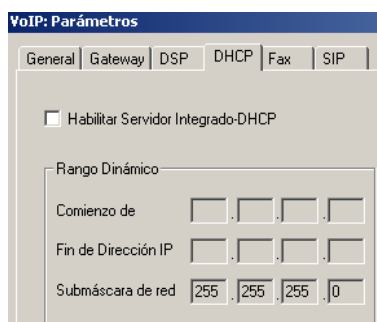 VoIP: Parámetros
General Gateway DSP DHCP Fax SIP
Habilitar Servidor Integrado-DHCP
Rango Dinámico
Comienzo de . . .
Fin de Dirección IP . . .
Submáscara de red 255 . 255 . 255 . 0